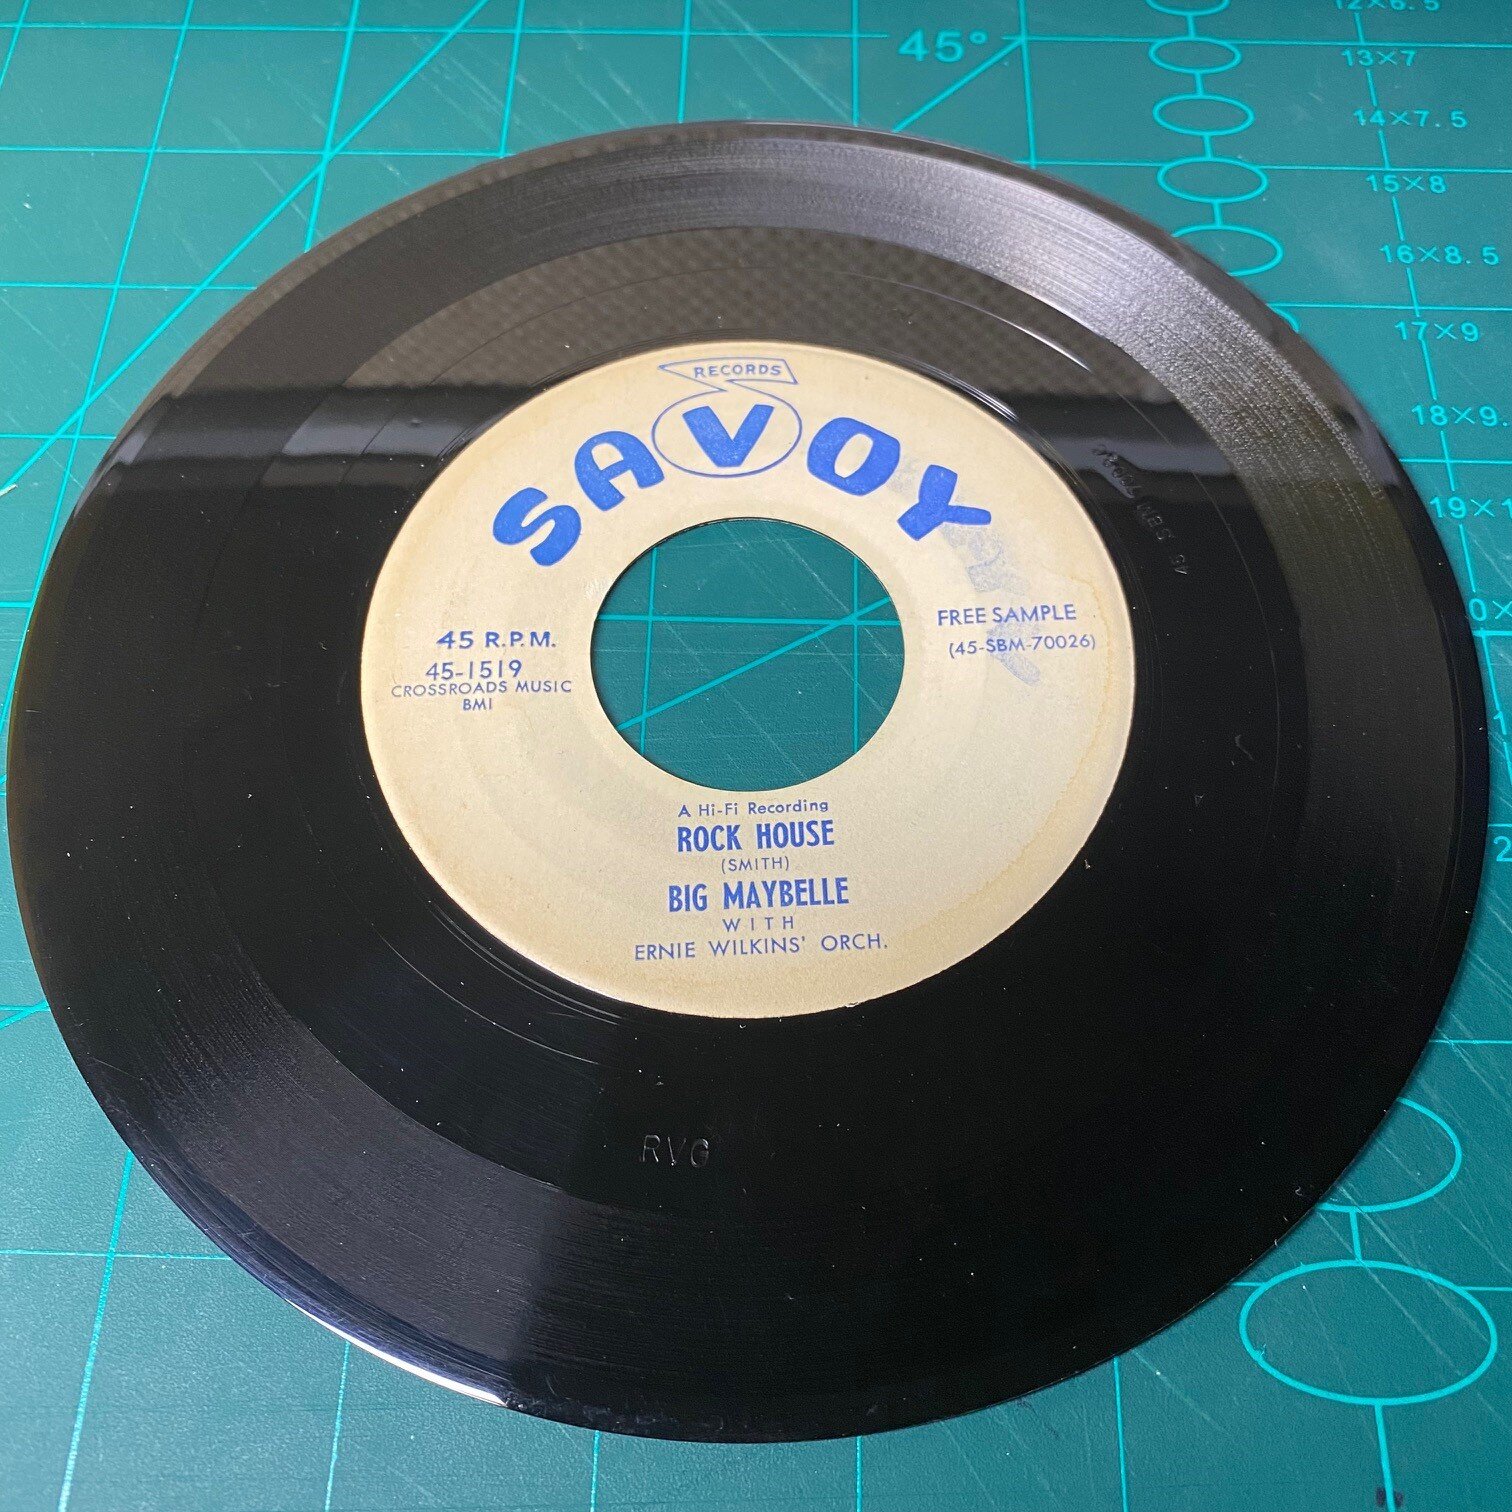 RECORDS
SAVOY
45 R.P.M.
45-1519
CROSSROADS MUSIC
BMI
FREE SAMPLE
(45-SBM-70026)
A Hi-Fi Recording
ROCK HOUSE
(SMITH)
BIG MAYBELLE
WITH
ERNIE WILKINS' ORCH.
RVG
45°
13×7
14×7.5
15×8
16×8.5
17×9